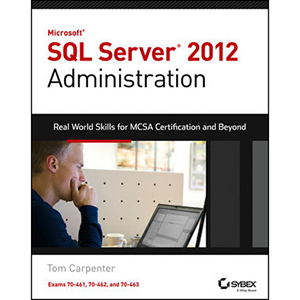 Microsoft®
SQL Server® 2012
Administration
Real World Skills for MCSA Certification and Beyond
Tom Carpenter
Exams 70-461, 70-462, and 70-463
SYBEX
A Wiley Brand